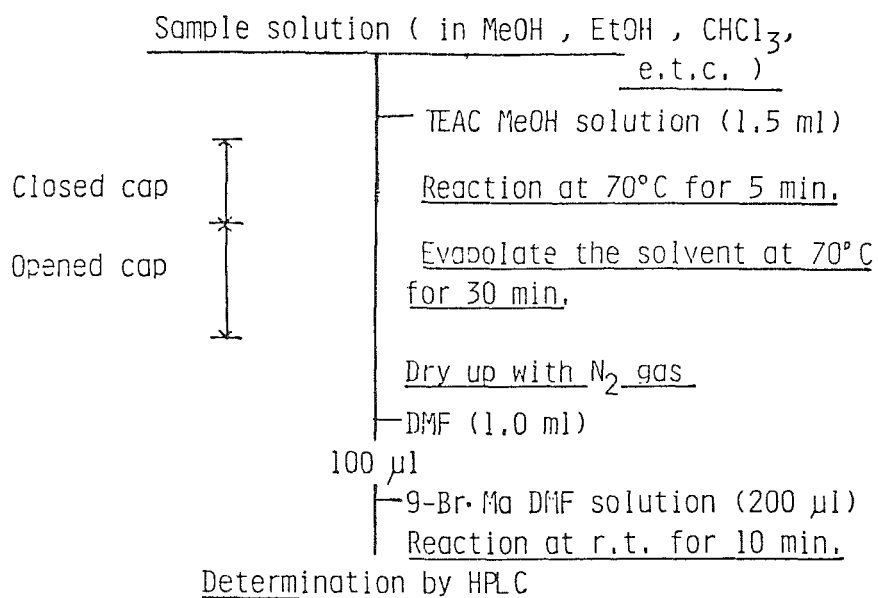 Sample solution ( in MeOH , EtOH , CHCl3,
e.t.c. )
TEAC MeOH solution (1.5 ml)
Closed cap
Reaction at 70°C for 5 min.
Opened cap
Evapolate the solvent at 70°C
for 30 min.
Dry up with N2 gas
DMF (1.0 ml)
100 µl
9-Br·Ma DMF solution (200 µl)
Reaction at r.t. for 10 min.
Determination by HPLC